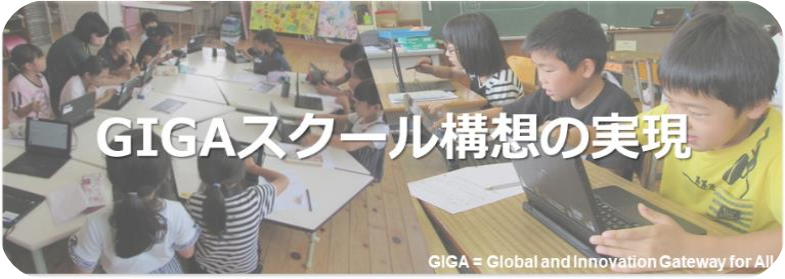 GIGAスクール構想の実現
GIGA = Global and Innovation Gateway for All